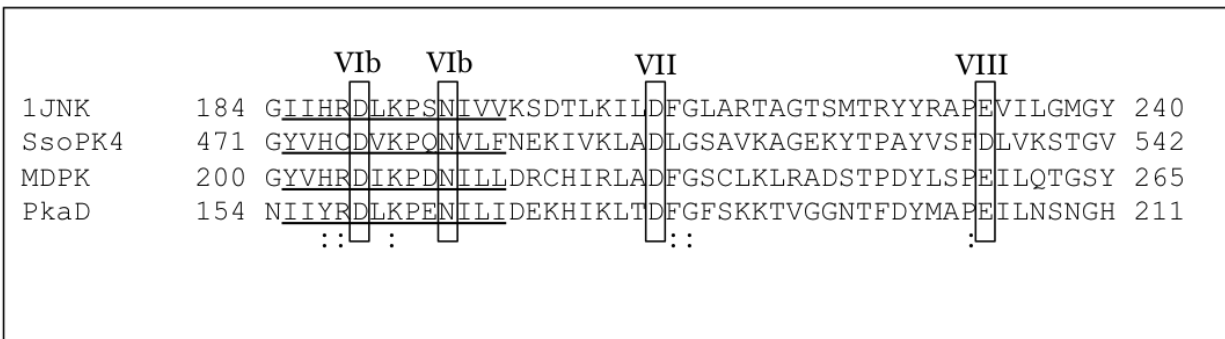 VIb VIb VII VIII
1JNK 184 GIIHRDLKPSNIVVKSDTLKILDFGLARTAGTSMTRYYRAPEVILGMGY 240
SsoPK4 471 GYVHCDVKPQNVLFNEKIVKLADLGSAVKAGEKYTPAYVSFDLVKSTGV 542
MDPK 200 GYVHRDIKPDNILLDRCHIRLADFGSCLKLRADSTPDYLSPEILQTGSY 265
PkaD 154 NIIYRDLKPENILIDEKHIKLTDFGFSKKTVGGNTFDYMAPEILNSNGH 211
:: : :: :